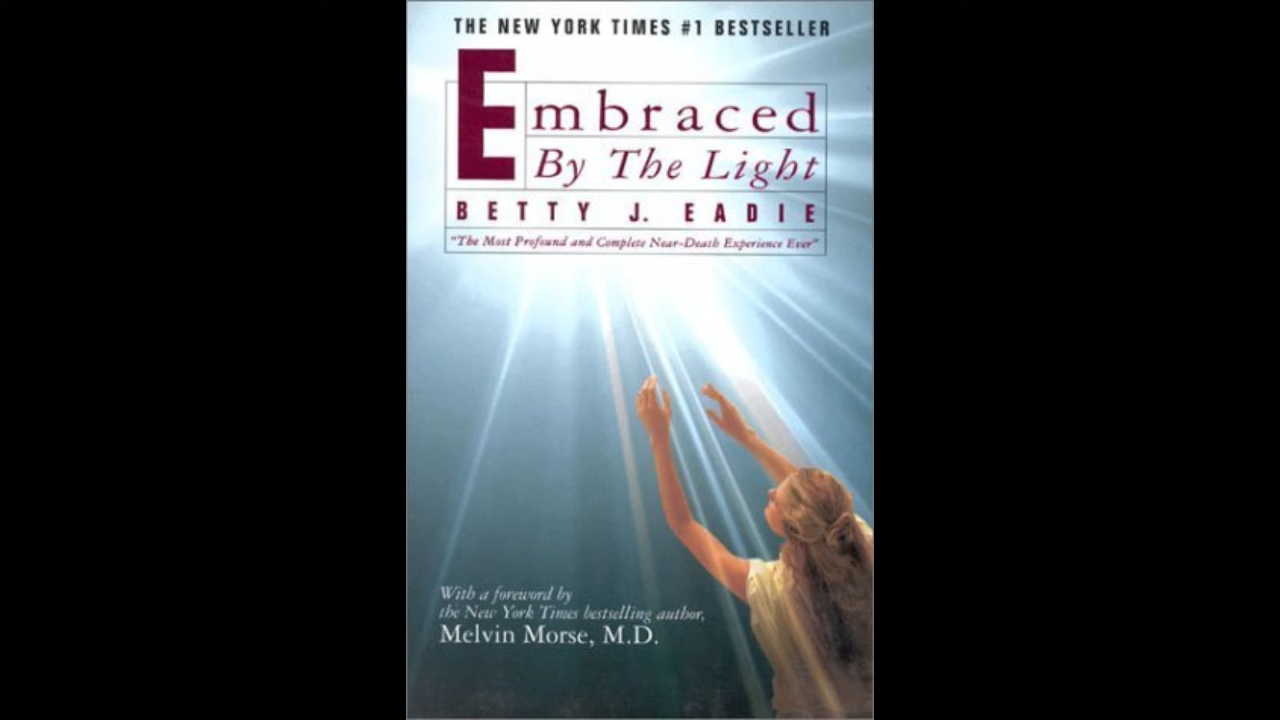 THE NEW YORK TIMES #1 BESTSELLER
Embraced
By The Light
BETTY J. EADIE
"The Most Profound and Complete Near-Death Experience Ever"
With a foreword by
the New York Times bestselling author,
Melvin Morse, M.D.